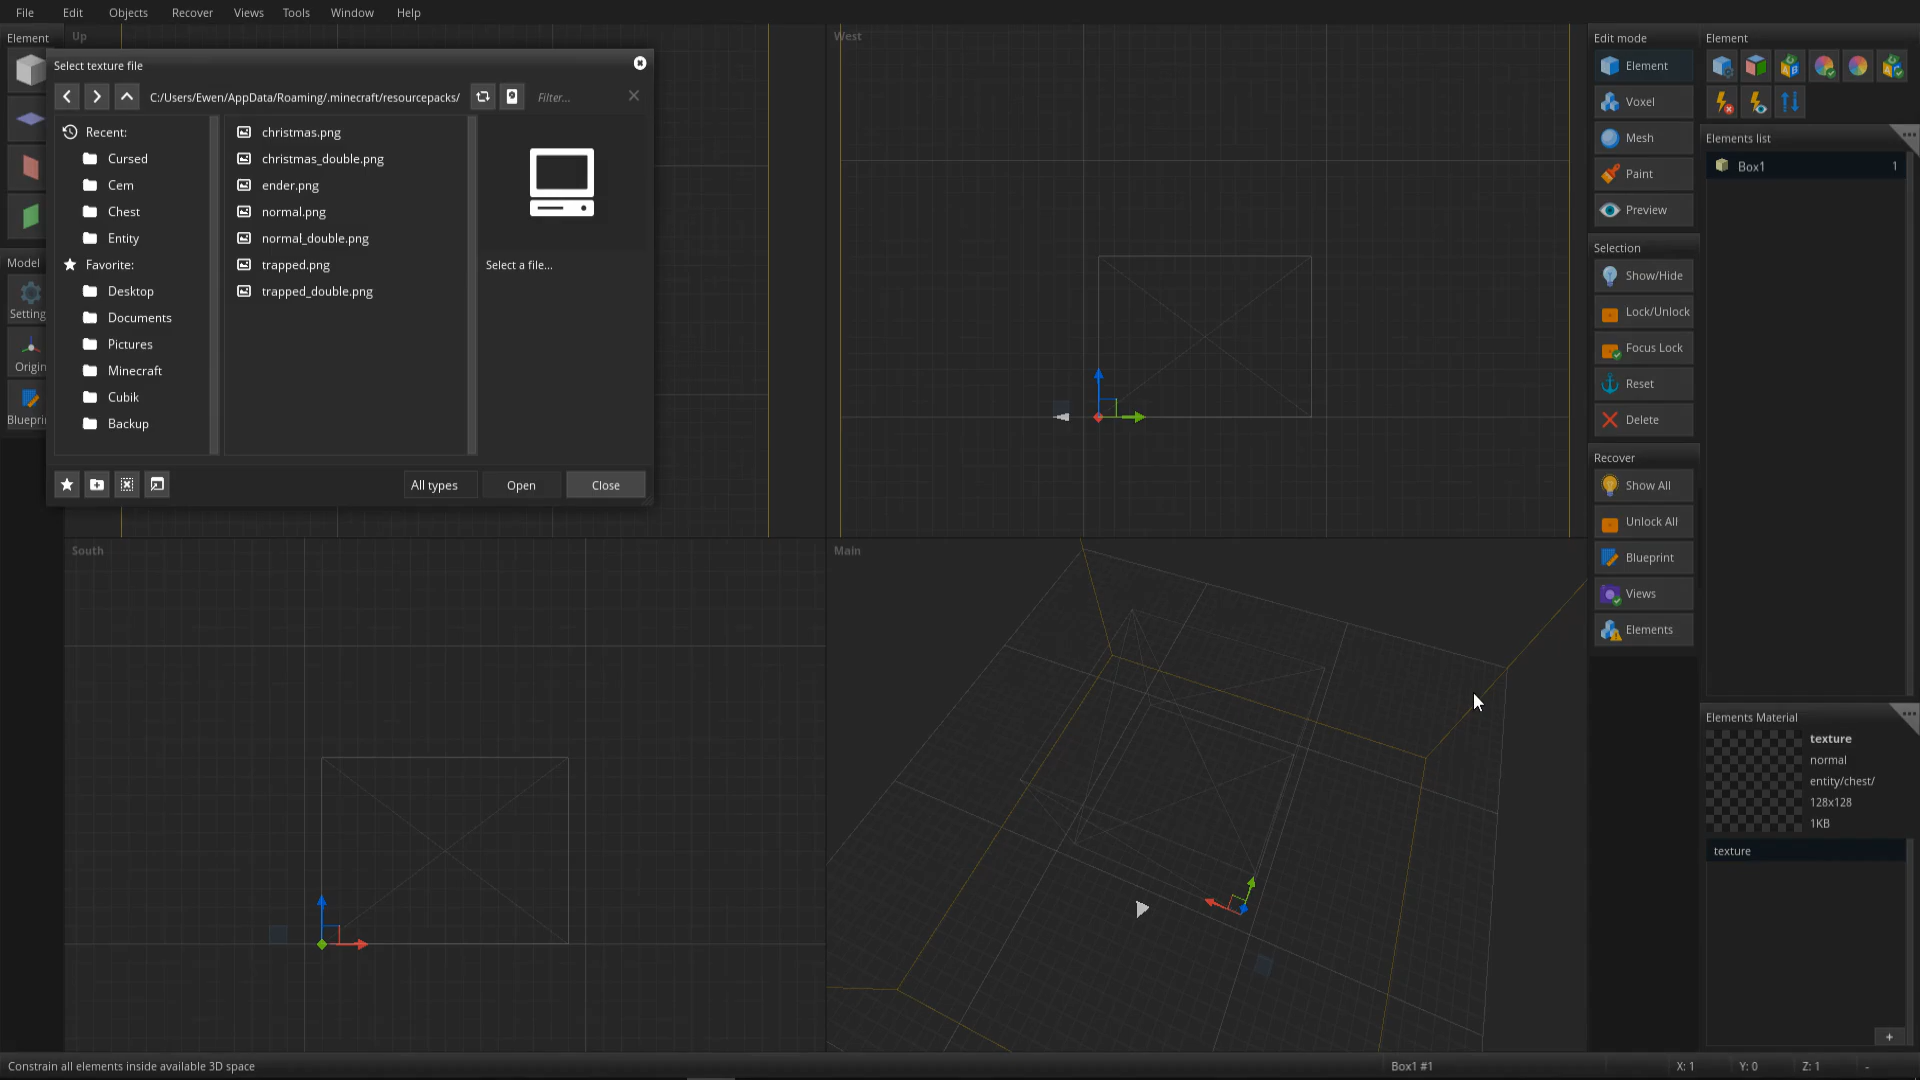 File Edit Objects Recover Views Tools Window Help
Element
Up
West
Edit mode
Element
Select texture file
C:/Users/Ewen/AppData/Roaming/.minecraft/resourcepacks/
Filter...
Recent:
Cursed
Cem
Chest
Entity
Favorite:
Desktop
Documents
Pictures
Minecraft
Cubik
Backup
christmas.png
christmas_double.png
ender.png
normal.png
normal_double.png
trapped.png
trapped_double.png
Select a file...
All types
Open
Close
Model
Setting
Origin
Blueprin
South
Main
Element
Voxel
Mesh
Paint
Preview
Selection
Show/Hide
Lock/Unlock
Focus Lock
Reset
Delete
Recover
Show All
Unlock All
Blueprint
Views
Elements
Elements list
Box1 1
Elements Material
texture
normal
entity/chest/
128x128
1KB
texture
+
Constrain all elements inside available 3D space
Box1 #1
X: 1 Y: 0 Z: 1 -